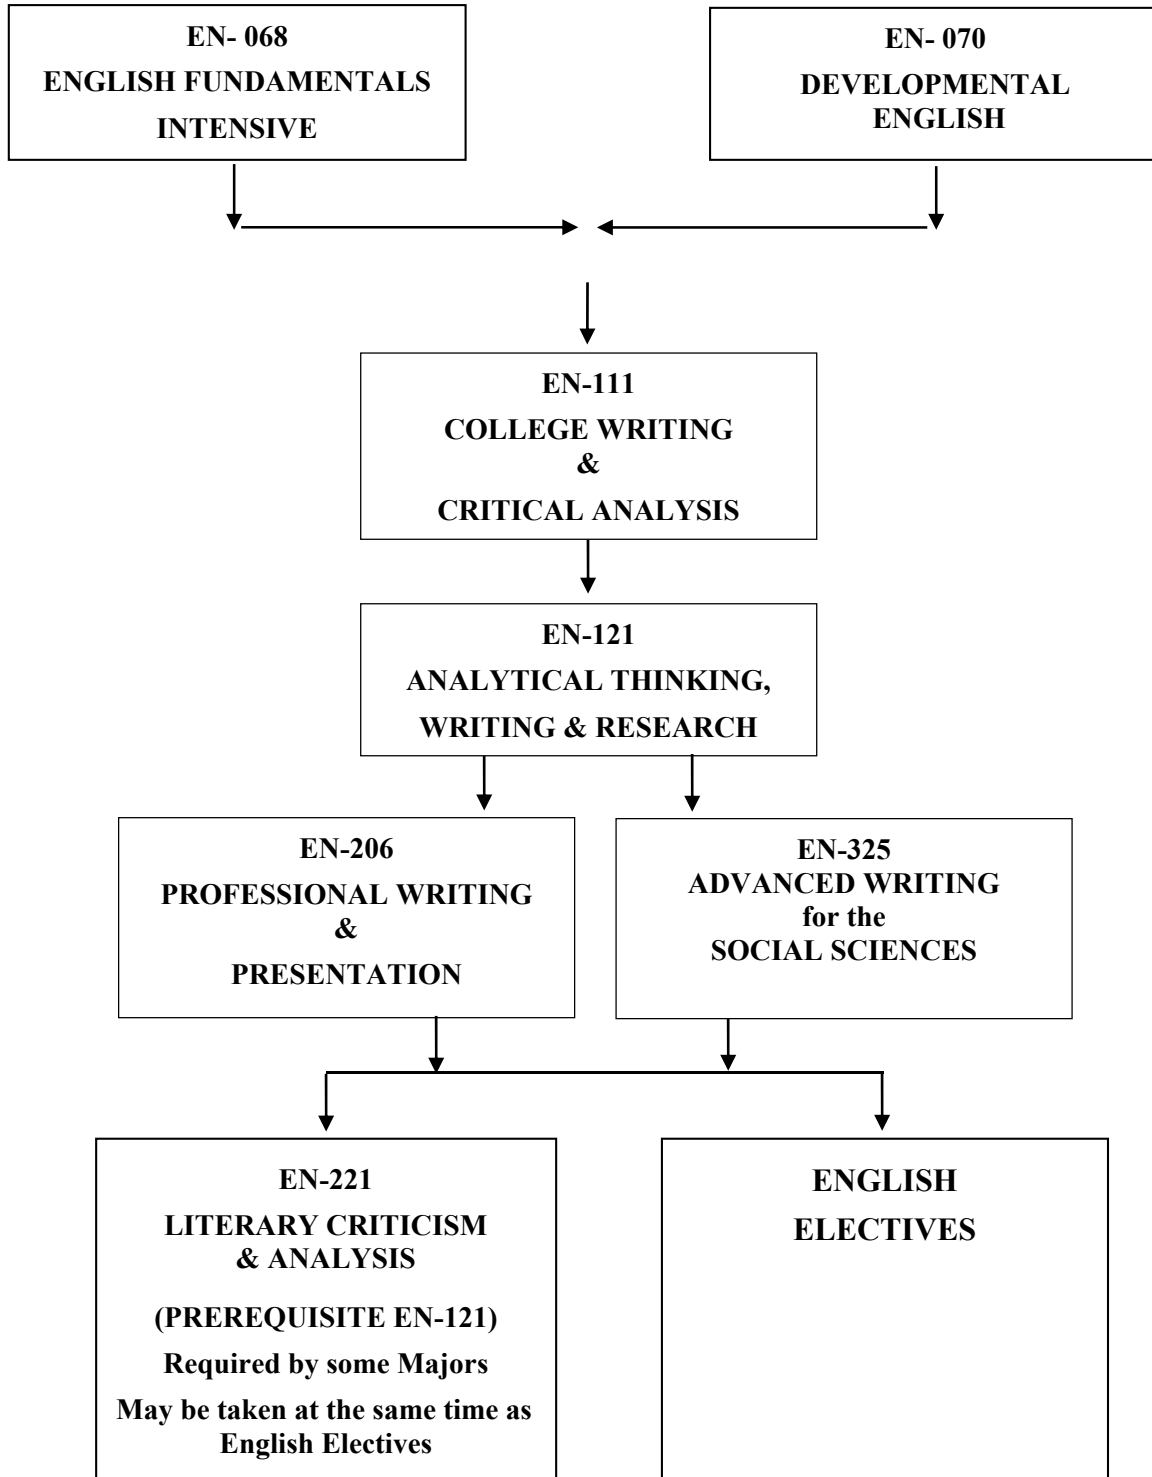 EN- 068
ENGLISH FUNDAMENTALS
INTENSIVE
EN- 070
DEVELOPMENTAL
ENGLISH
EN-111
COLLEGE WRITING
&
CRITICAL ANALYSIS
EN-121
ANALYTICAL THINKING,
WRITING & RESEARCH
EN-206
PROFESSIONAL WRITING
&
PRESENTATION
EN-325
ADVANCED WRITING
for the
SOCIAL SCIENCES
EN-221
LITERARY CRITICISM
& ANALYSIS
(PREREQUISITE EN-121)
Required by some Majors
May be taken at the same time as
English Electives
ENGLISH
ELECTIVES